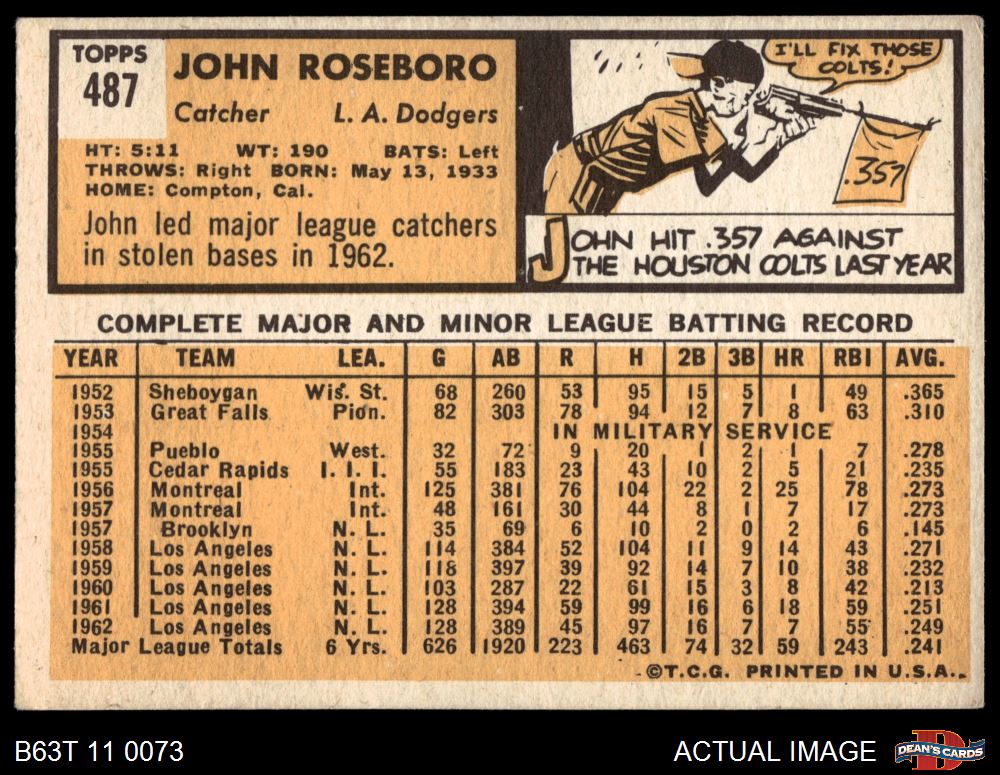 TOPPS
487
JOHN ROSEBORO
Catcher L. A. Dodgers
HT: 5:11 WT: 190 BATS: Left
THROWS: Right BORN: May 13, 1933
HOME: Compton, Cal.
John led major league catchers
in stolen bases in 1962.
I'LL FIX THOSE
COLTS!
.357
JOHN HIT .357 AGAINST
THE HOUSTON COLTS LAST YEAR
COMPLETE MAJOR AND MINOR LEAGUE BATTING RECORD
YEAR TEAM LEA. G AB R H 2B 3B HR RBI AVG.
1952 Sheboygan Wis. St. 68 260 53 95 15 5 1 49 .365
1953 Great Falls Pion. 82 303 78 94 12 7 8 63 .310
1954 IN MILITARY SERVICE
1955 Pueblo West. 32 72 9 20 1 2 1 7 .278
1955 Cedar Rapids I. I. I. 55 183 23 43 10 2 5 21 .235
1956 Montreal Int. 125 381 76 104 22 2 25 78 .273
1957 Montreal Int. 48 161 30 44 8 1 7 17 .273
1957 Brooklyn N. L. 35 69 6 10 2 0 2 6 .145
1958 Los Angeles N. L. 114 384 52 104 11 9 14 43 .271
1959 Los Angeles N. L. 118 397 39 92 14 7 10 38 .232
1960 Los Angeles N. L. 103 287 22 61 15 3 8 42 .213
1961 Los Angeles N. L. 128 394 59 99 16 6 18 59 .251
1962 Los Angeles N. L. 128 389 45 97 16 7 7 55 .249
Major League Totals 6 Yrs. 626 1920 223 463 74 32 59 243 .241
©T.C.G. PRINTED IN U.S.A.
B63T 11 0073 ACTUAL IMAGE
DEAN'S CARDS